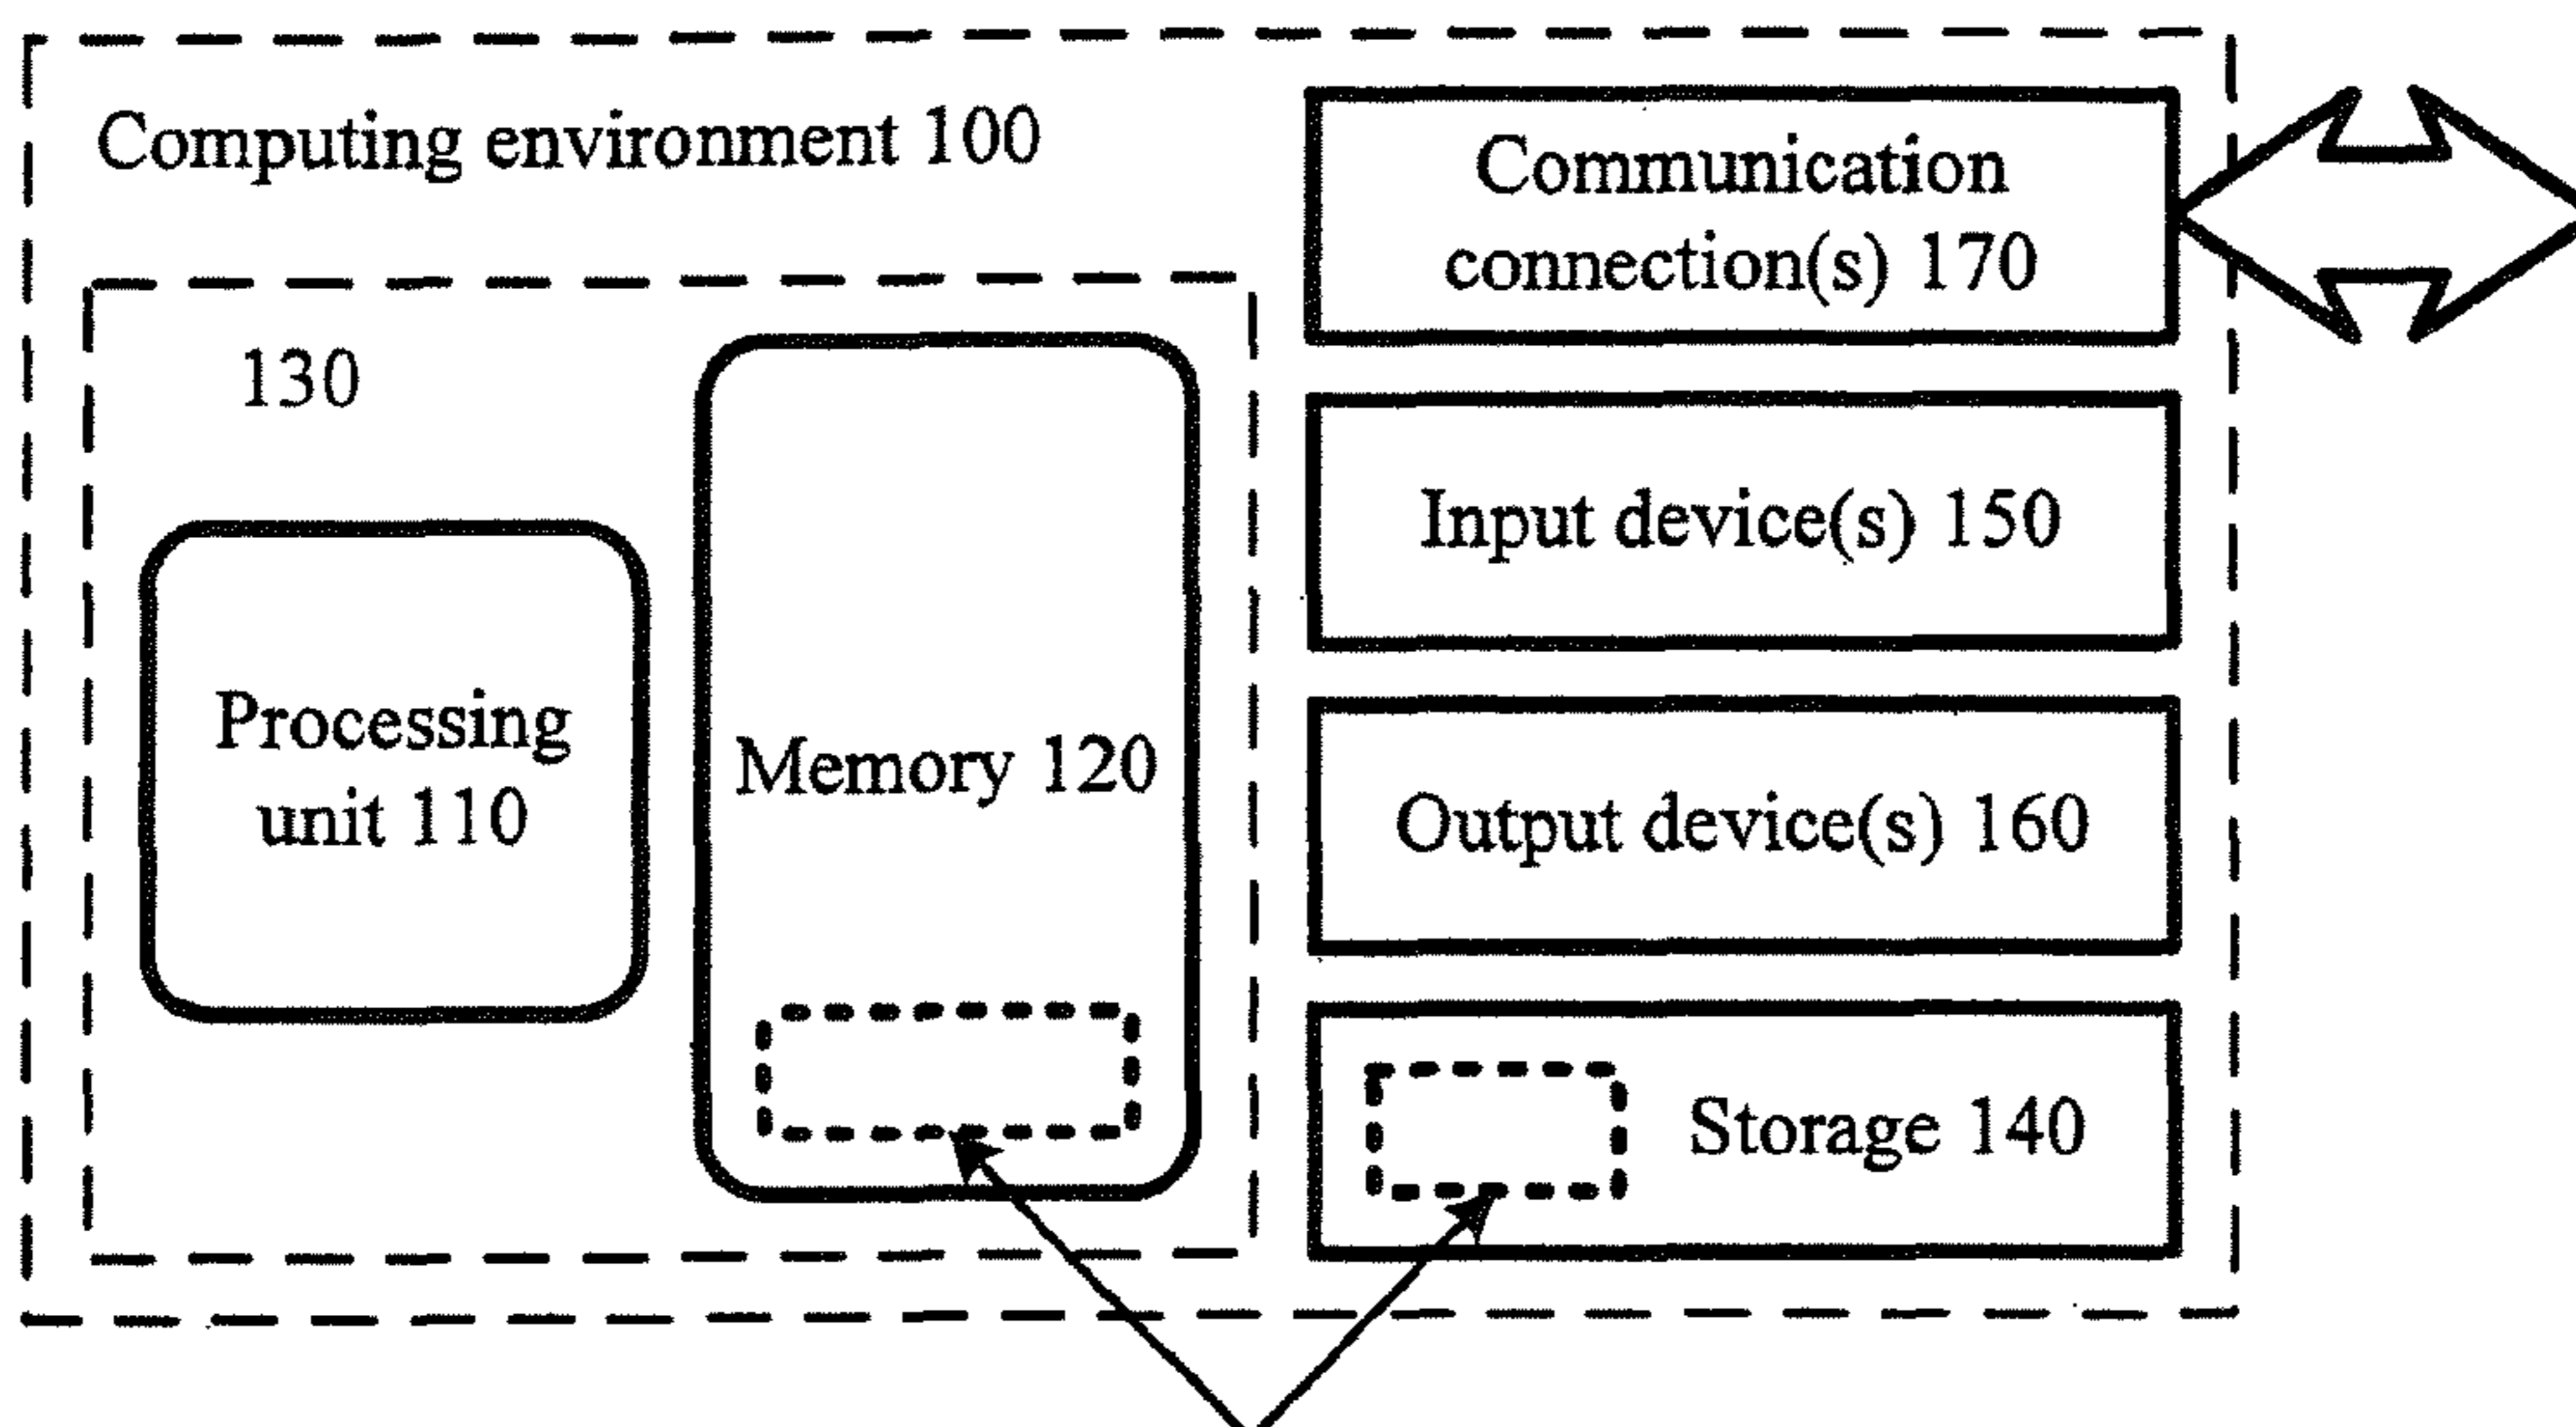 Computing environment 100
Communication
connection(s) 170
130
Input device(s) 150
Processing
unit 110
Memory 120
Output device(s) 160
Storage 140